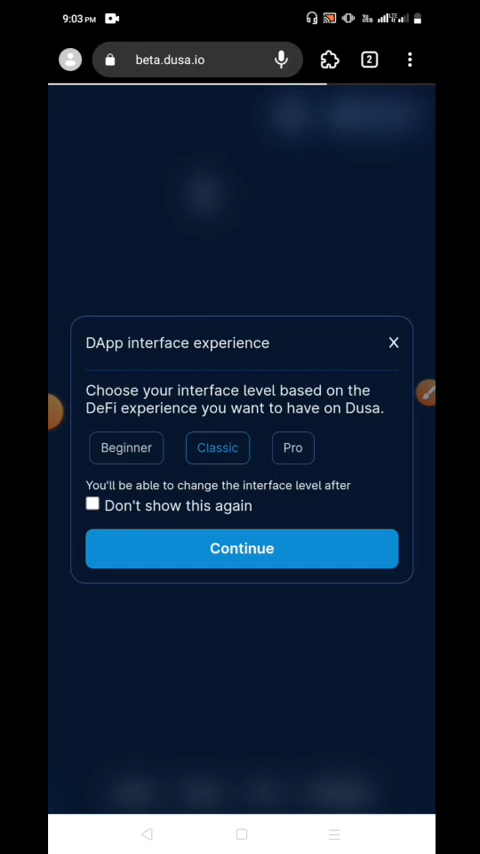 9:03 PM
beta.dusa.io
2
DApp interface experience
X
Choose your interface level based on the
DeFi experience you want to have on Dusa.
Beginner
Classic
Pro
You'll be able to change the interface level after
Don't show this again
Continue